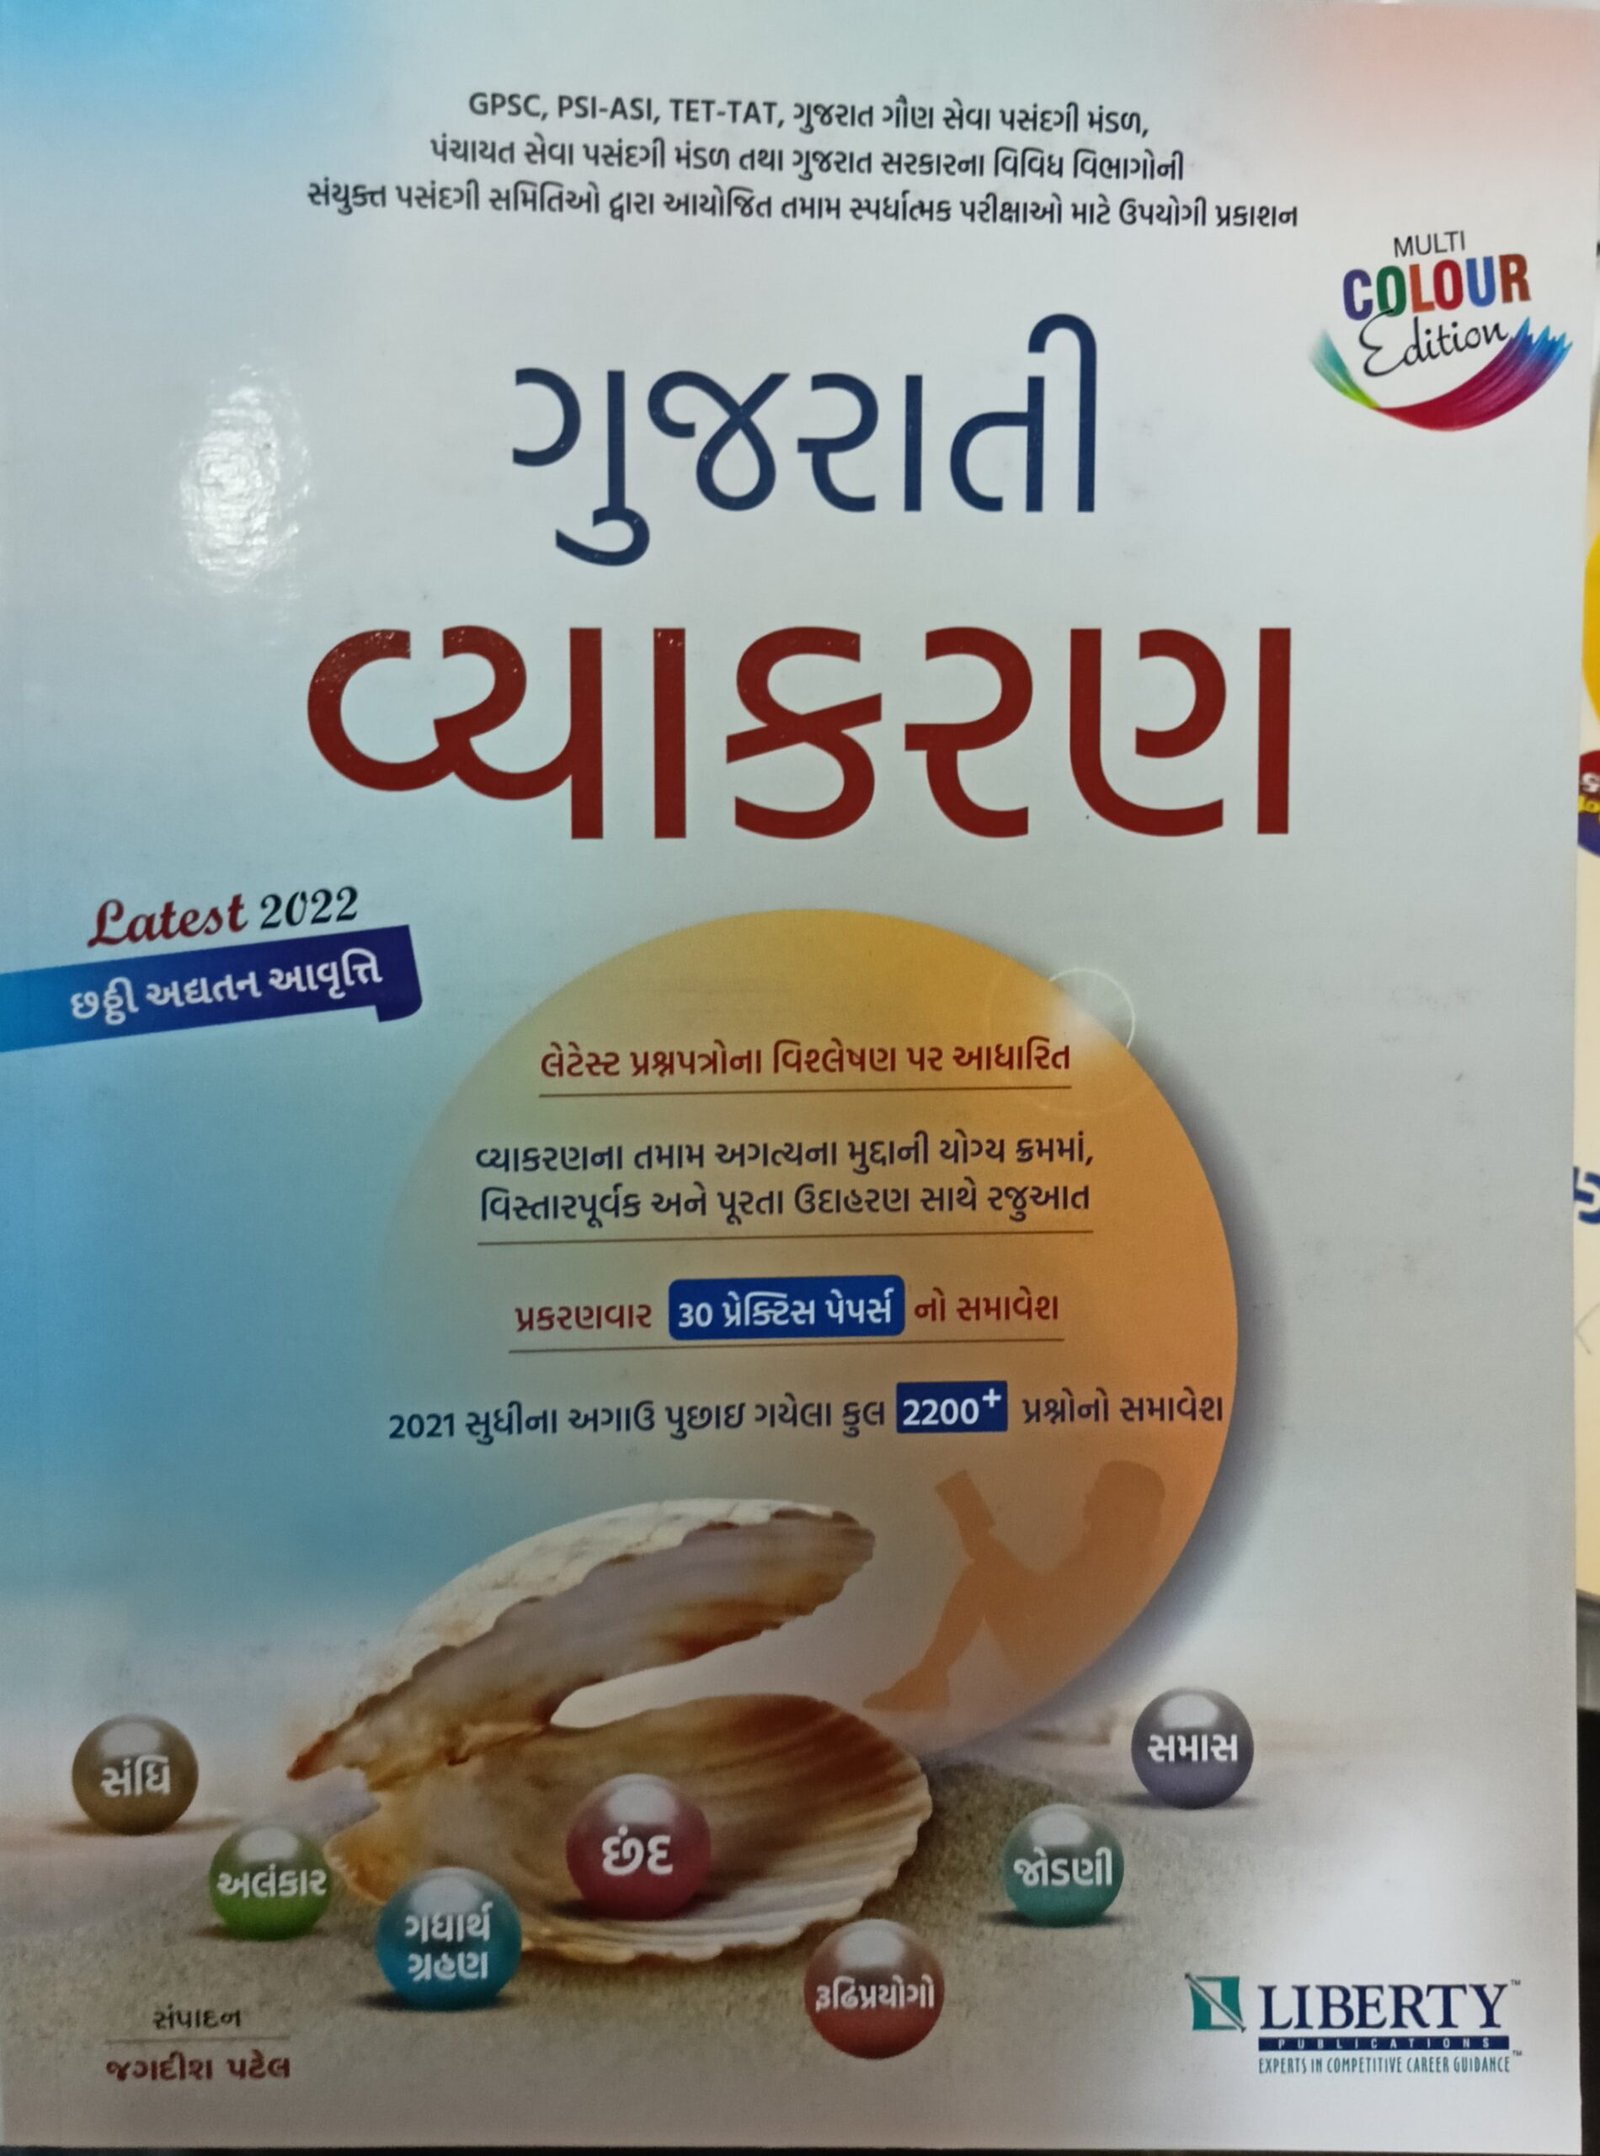 GPSC, PSI-ASI, TET-TAT, ગુજરાત ગૌણ સેવા પસંદગી મંડળ,
પંચાયત સેવા પસંદગી મંડળ તથા ગુજરાત સરકારના વિવિધ વિભાગોની
સંયુક્ત પસંદગી સમિતિઓ દ્વારા આયોજિત તમામ સ્પર્ધાત્મક પરીક્ષાઓ માટે ઉપયોગી પ્રકાશન
MULTI
COLOUR
Edition
ગુજરાતી
વ્યાકરણ
Latest 2022
છઠ્ઠી અદ્યતન આવૃત્તિ
લેટેસ્ટ પ્રશ્નપત્રોના વિશ્લેષણ પર આધારિત
વ્યાકરણના તમામ અગત્યના મુદ્દાની યોગ્ય ક્રમમાં,
વિસ્તારપૂર્વક અને પૂરતા ઉદાહરણ સાથે રજુઆત
પ્રકરણવાર 30 પ્રેક્ટિસ પેપર્સ નો સમાવેશ
2021 સુધીના અગાઉ પુછાઇ ગયેલા કુલ 2200+ પ્રશ્નોનો સમાવેશ
સંધિ
સમાસ
અલંકાર
છંદ
જોડણી
ગદ્યાર્થ
ગ્રહણ
રૂઢિપ્રયોગો
સંપાદન
જગદીશ પટેલ
LIBERTY™
PUBLICATIONS
EXPERTS IN COMPETITIVE CAREER GUIDANCE™